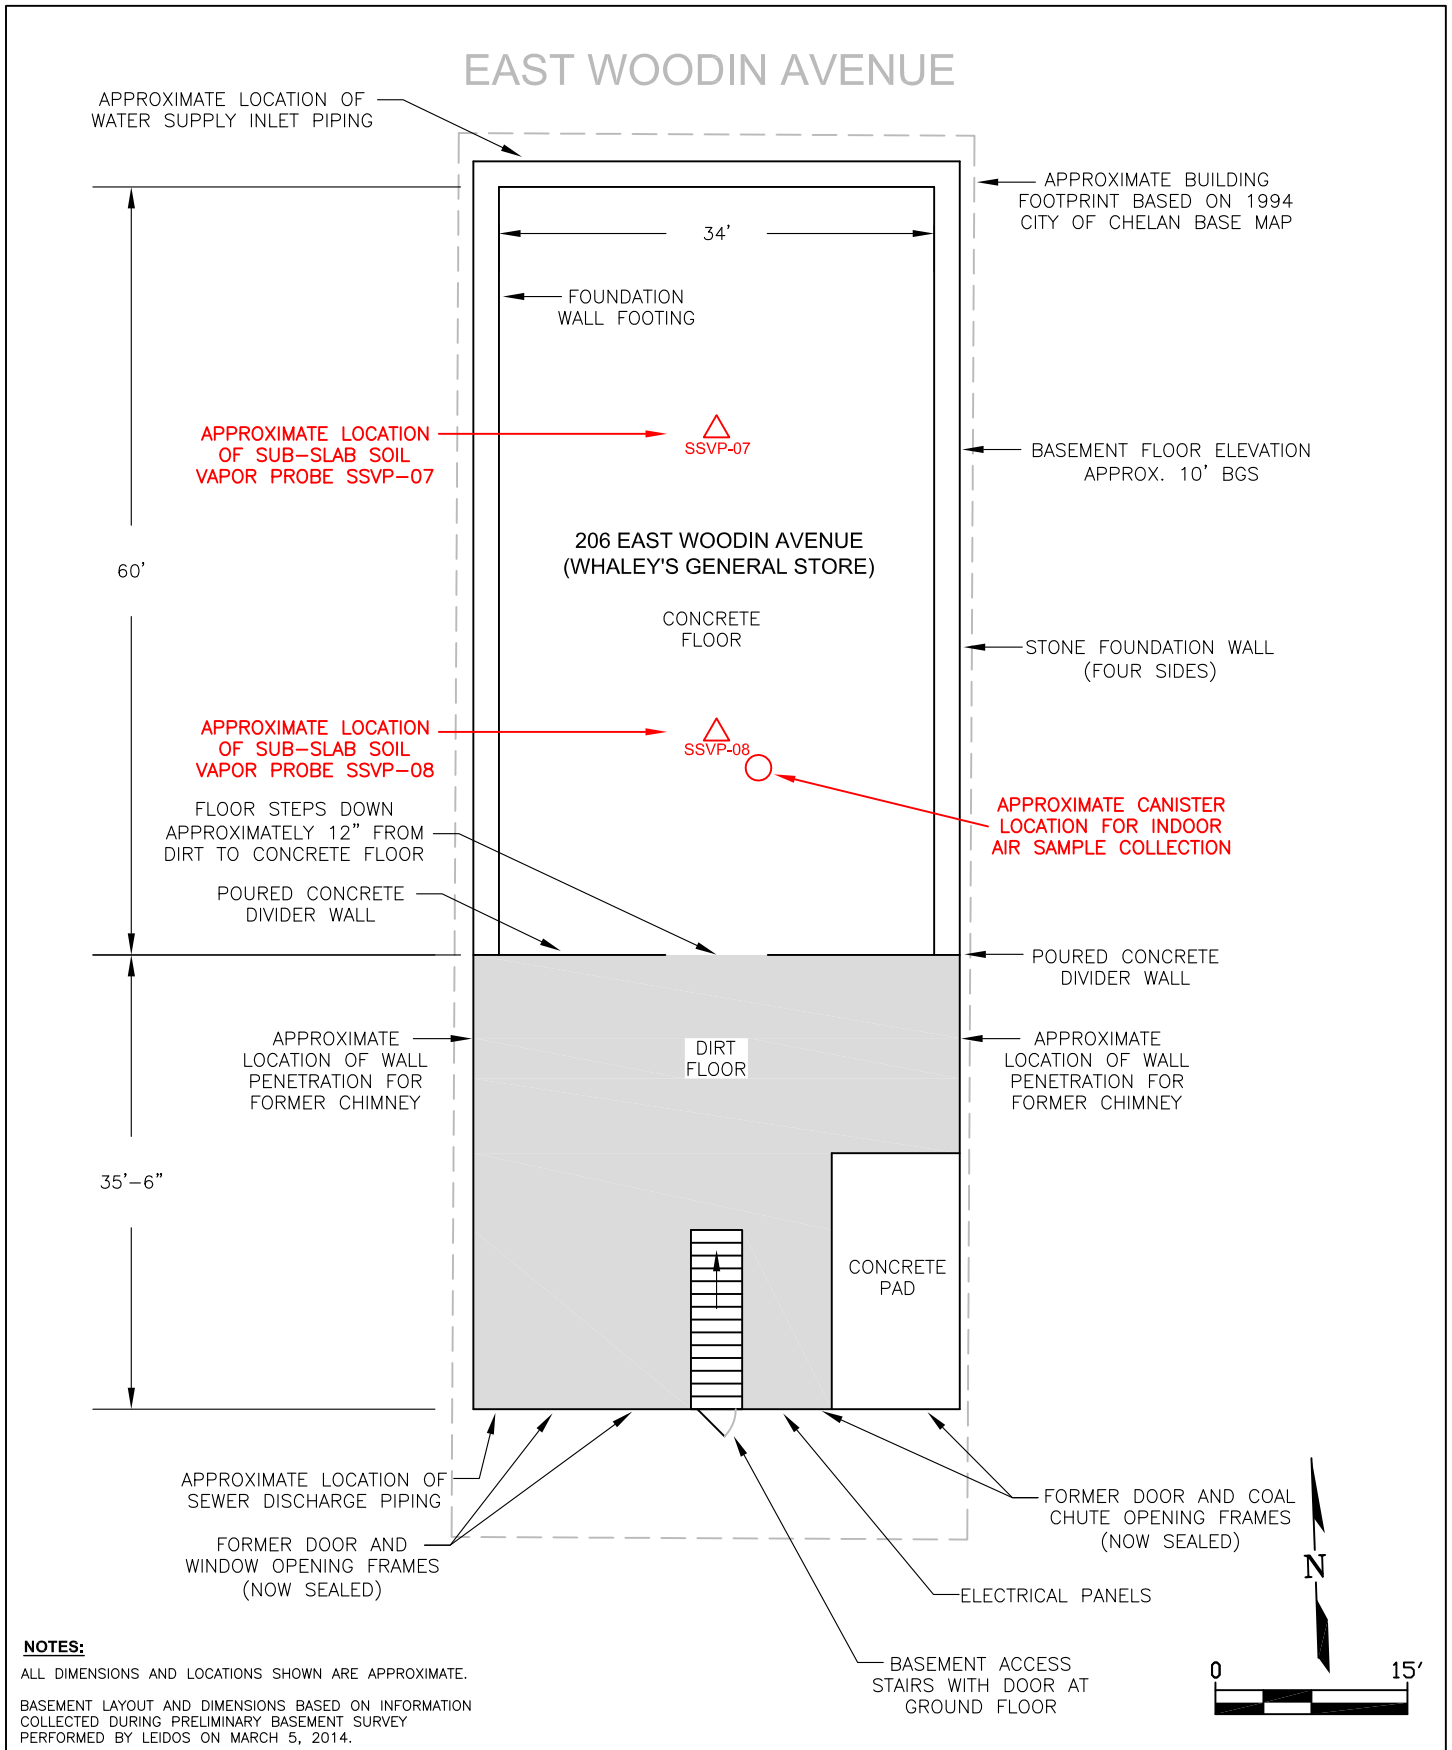 EAST WOODIN AVENUE
APPROXIMATE LOCATION OF
WATER SUPPLY INLET PIPING
APPROXIMATE BUILDING
FOOTPRINT BASED ON 1994
CITY OF CHELAN BASE MAP
34'
FOUNDATION
WALL FOOTING
APPROXIMATE LOCATION
OF SUB-SLAB SOIL
VAPOR PROBE SSVP-07
SSVP-07
BASEMENT FLOOR ELEVATION
APPROX. 10' BGS
206 EAST WOODIN AVENUE
(WHALEY'S GENERAL STORE)
60'
CONCRETE
FLOOR
STONE FOUNDATION WALL
(FOUR SIDES)
APPROXIMATE LOCATION
OF SUB-SLAB SOIL
VAPOR PROBE SSVP-08
SSVP-08
APPROXIMATE CANISTER
LOCATION FOR INDOOR
AIR SAMPLE COLLECTION
FLOOR STEPS DOWN
APPROXIMATELY 12" FROM
DIRT TO CONCRETE FLOOR
POURED CONCRETE
DIVIDER WALL
POURED CONCRETE
DIVIDER WALL
APPROXIMATE
LOCATION OF WALL
PENETRATION FOR
FORMER CHIMNEY
DIRT
FLOOR
APPROXIMATE
LOCATION OF WALL
PENETRATION FOR
FORMER CHIMNEY
35'-6"
CONCRETE
PAD
APPROXIMATE LOCATION OF
SEWER DISCHARGE PIPING
FORMER DOOR AND
WINDOW OPENING FRAMES
(NOW SEALED)
FORMER DOOR AND COAL
CHUTE OPENING FRAMES
(NOW SEALED)
ELECTRICAL PANELS
BASEMENT ACCESS
STAIRS WITH DOOR AT
GROUND FLOOR
N
0 15'
NOTES:
ALL DIMENSIONS AND LOCATIONS SHOWN ARE APPROXIMATE.
BASEMENT LAYOUT AND DIMENSIONS BASED ON INFORMATION
COLLECTED DURING PRELIMINARY BASEMENT SURVEY
PERFORMED BY LEIDOS ON MARCH 5, 2014.